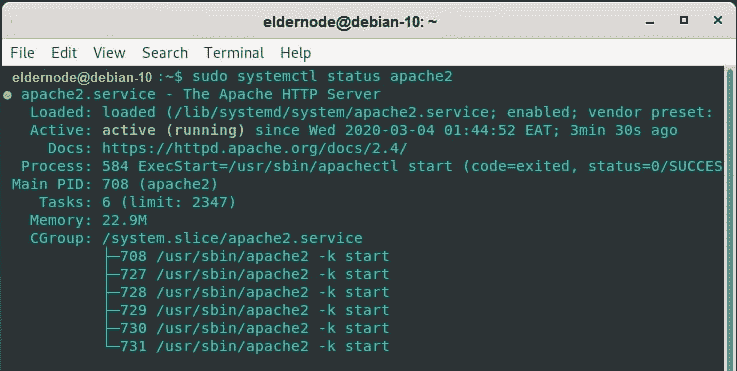 eldernode@debian-10: ~
File Edit View Search Terminal Help
eldernode@debian-10 :~$ sudo systemctl status apache2
● apache2.service - The Apache HTTP Server
Loaded: loaded (/lib/systemd/system/apache2.service; enabled; vendor preset:
Active: active (running) since Wed 2020-03-04 01:44:52 EAT; 3min 30s ago
Docs: https://httpd.apache.org/docs/2.4/
Process: 584 ExecStart=/usr/sbin/apachectl start (code=exited, status=0/SUCCES
Main PID: 708 (apache2)
Tasks: 6 (limit: 2347)
Memory: 22.9M
CGroup: /system.slice/apache2.service
├─708 /usr/sbin/apache2 -k start
├─727 /usr/sbin/apache2 -k start
├─728 /usr/sbin/apache2 -k start
├─729 /usr/sbin/apache2 -k start
├─730 /usr/sbin/apache2 -k start
└─731 /usr/sbin/apache2 -k start